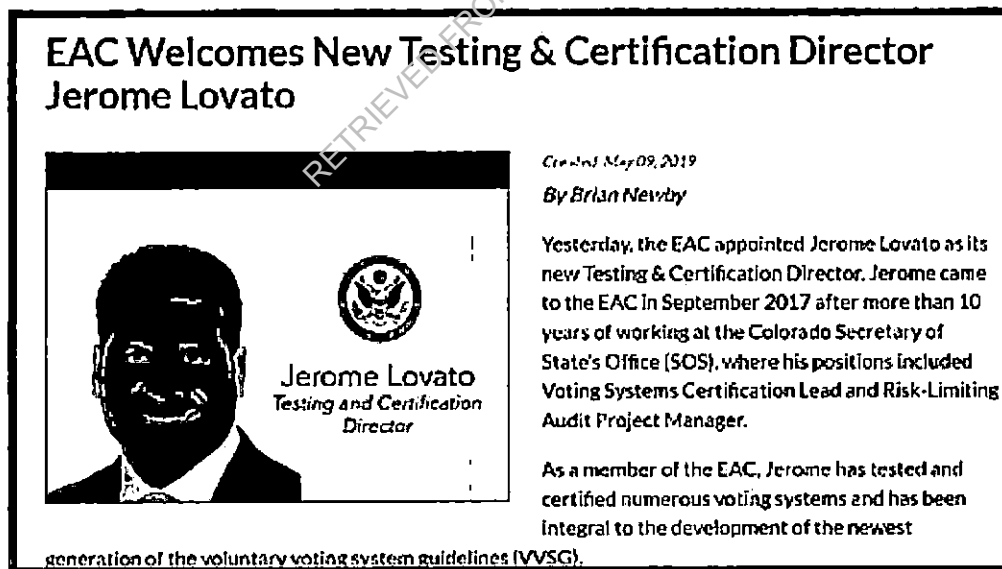 RETRIEVED FROM
EAC Welcomes New Testing & Certification Director
Jerome Lovato
Created May 09, 2019
By Brian Newby
Jerome Lovato
Testing and Certification
Director
Yesterday, the EAC appointed Jerome Lovato as its
new Testing & Certification Director. Jerome came
to the EAC in September 2017 after more than 10
years of working at the Colorado Secretary of
State's Office (SOS), where his positions included
Voting Systems Certification Lead and Risk-Limiting
Audit Project Manager.
As a member of the EAC, Jerome has tested and
certified numerous voting systems and has been
integral to the development of the newest
generation of the voluntary voting system guidelines (VVSG).